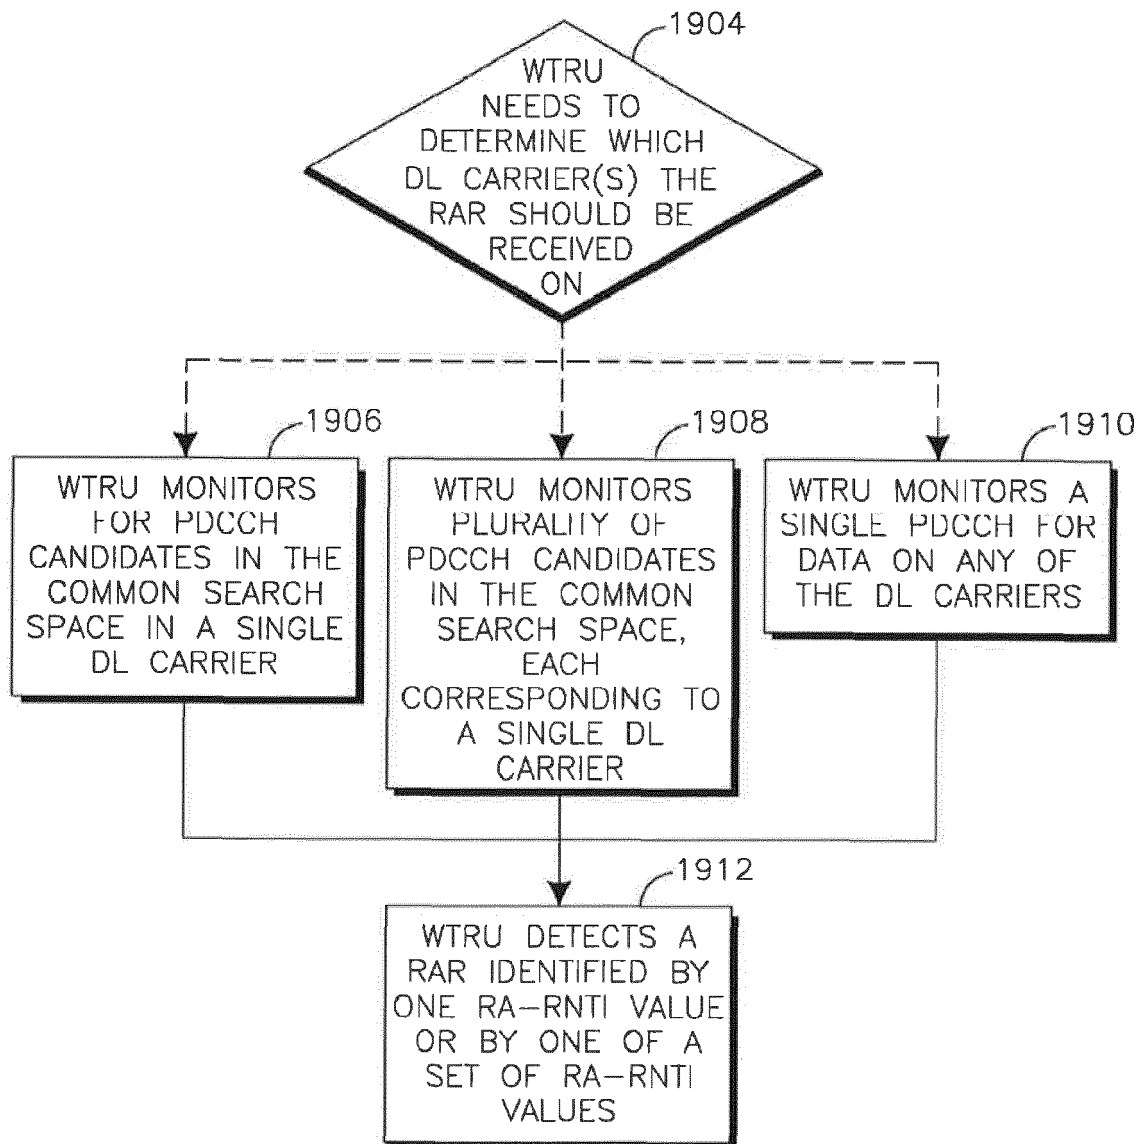 1904
WTRU
NEEDS TO
DETERMINE WHICH
DL CARRIER(S) THE
RAR SHOULD BE
RECEIVED
ON
1906
WTRU MONITORS
FOR PDCCH
CANDIDATES IN THE
COMMON SEARCH
SPACE IN A SINGLE
DL CARRIER
1908
WTRU MONITORS
PLURALITY OF
PDCCH CANDIDATES
IN THE COMMON
SEARCH SPACE,
EACH
CORRESPONDING TO
A SINGLE DL
CARRIER
1910
WTRU MONITORS A
SINGLE PDCCH FOR
DATA ON ANY OF
THE DL CARRIERS
1912
WTRU DETECTS A
RAR IDENTIFIED BY
ONE RA-RNTI VALUE
OR BY ONE OF A
SET OF RA-RNTI
VALUES